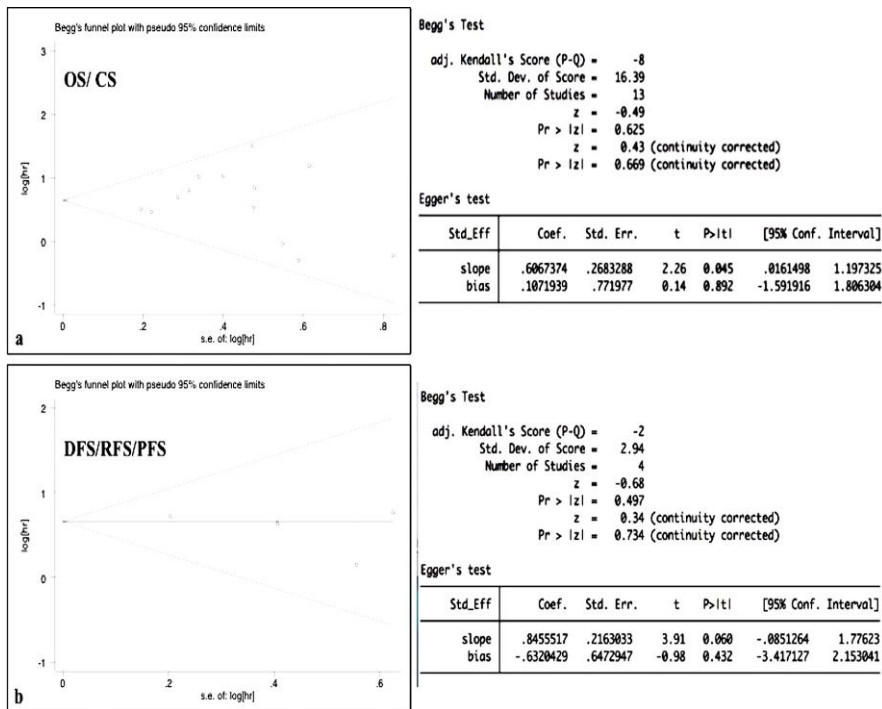 Begg's funnel plot with pseudo 95% confidence limits
OS/ CS
3
2
1
0
-1
log[hr]
0 .2 .4 .6 .8
s.e. of: log[hr]
a
Begg's Test
adj. Kendall's Score (P-Q) = -8
Std. Dev. of Score = 16.39
Number of Studies = 13
z = -0.49
Pr > |z| = 0.625
z = 0.43 (continuity corrected)
Pr > |z| = 0.669 (continuity corrected)
Egger's test
Std_Eff Coef. Std. Err. t P>|t| [95% Conf. Interval]
slope .6067374 .2683288 2.26 0.045 .0161498 1.197325
bias .1071939 .771977 0.14 0.892 -1.591916 1.806304
Begg's funnel plot with pseudo 95% confidence limits
DFS/RFS/PFS
2
1
0
-1
log[hr]
0 .2 .4 .6
s.e. of: log[hr]
b
Begg's Test
adj. Kendall's Score (P-Q) = -2
Std. Dev. of Score = 2.94
Number of Studies = 4
z = -0.68
Pr > |z| = 0.497
z = 0.34 (continuity corrected)
Pr > |z| = 0.734 (continuity corrected)
Egger's test
Std_Eff Coef. Std. Err. t P>|t| [95% Conf. Interval]
slope .8455517 .2163033 3.91 0.060 -.0851264 1.77623
bias -.6320429 .6472947 -0.98 0.432 -3.417127 2.153041